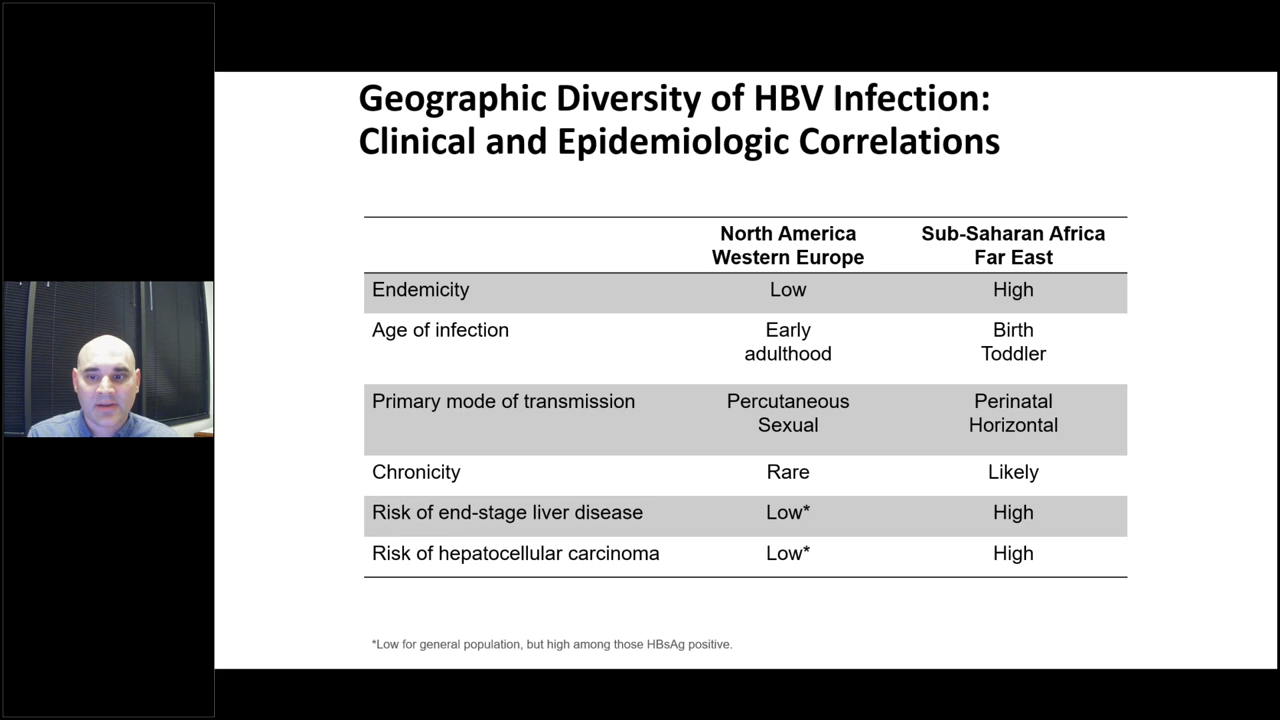 Geographic Diversity of HBV Infection:
Clinical and Epidemiologic Correlations
North America
Western Europe
Sub-Saharan Africa
Far East
Endemicity
Low
High
Age of infection
Early
adulthood
Birth
Toddler
Primary mode of transmission
Percutaneous
Sexual
Perinatal
Horizontal
Chronicity
Rare
Likely
Risk of end-stage liver disease
Low*
High
Risk of hepatocellular carcinoma
Low*
High
*Low for general population, but high among those HBsAg positive.